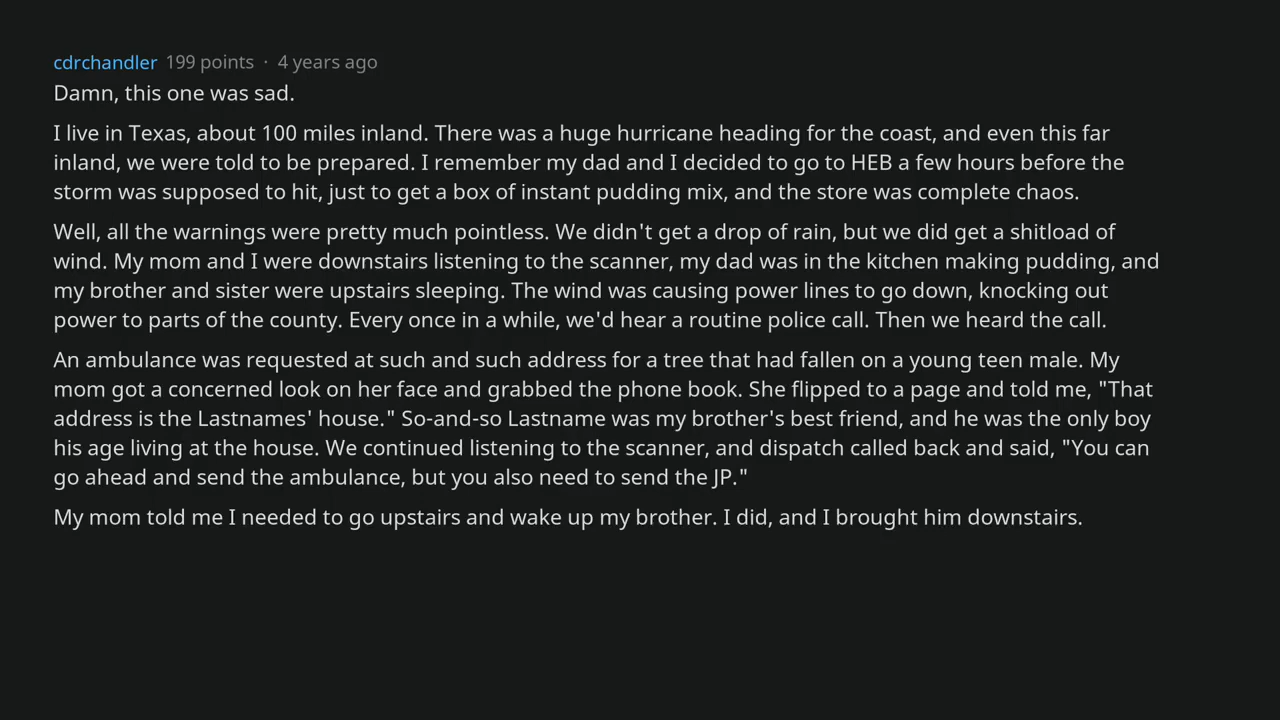 cdrchandler 199 points · 4 years ago
Damn, this one was sad.
I live in Texas, about 100 miles inland. There was a huge hurricane heading for the coast, and even this far
inland, we were told to be prepared. I remember my dad and I decided to go to HEB a few hours before the
storm was supposed to hit, just to get a box of instant pudding mix, and the store was complete chaos.
Well, all the warnings were pretty much pointless. We didn't get a drop of rain, but we did get a shitload of
wind. My mom and I were downstairs listening to the scanner, my dad was in the kitchen making pudding, and
my brother and sister were upstairs sleeping. The wind was causing power lines to go down, knocking out
power to parts of the county. Every once in a while, we'd hear a routine police call. Then we heard the call.
An ambulance was requested at such and such address for a tree that had fallen on a young teen male. My
mom got a concerned look on her face and grabbed the phone book. She flipped to a page and told me, "That
address is the Lastnames' house." So-and-so Lastname was my brother's best friend, and he was the only boy
his age living at the house. We continued listening to the scanner, and dispatch called back and said, "You can
go ahead and send the ambulance, but you also need to send the JP."
My mom told me I needed to go upstairs and wake up my brother. I did, and I brought him downstairs.